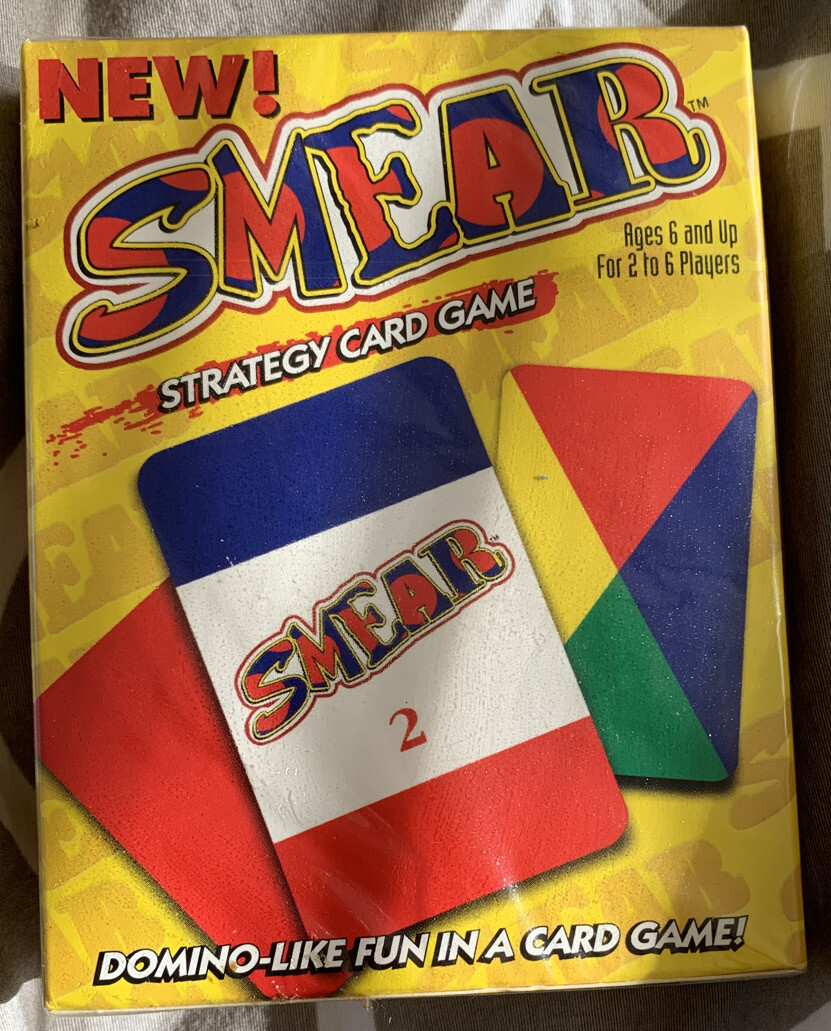 NEW!
SMEAR™
Ages 6 and Up
For 2 to 6 Players
STRATEGY CARD GAME
SMEAR™
2
DOMINO-LIKE FUN IN A CARD GAME!